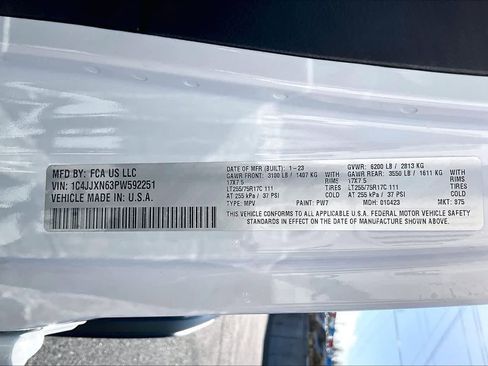 MFD BY: FCA US LLC
VIN: 1C4JJXN63PW592251
VEHICLE MADE IN: U.S.A.
DATE OF MFR (BUILT): 1-23 GVWR: 6200 LB / 2813 KG
GAWR FRONT: 3100 LB / 1407 KG WITH GAWR REAR: 3550 LB / 1611 KG WITH
17X7.5 RIMS 17X7.5 RIMS
LT255/75R17C 111 LT255/75R17C 111
AT 255 kPa / 37 PSI COLD AT 255 kPa / 37 PSI COLD
TYPE: MPV PAINT: PW7 MDH: 010423 MKT: 975
THIS VEHICLE CONFORMS TO ALL APPLICABLE U.S.A. FEDERAL MOTOR VEHICLE SAFETY
STANDARDS IN EFFECT ON THE DATE OF MANUFACTURE SHOWN ABOVE.